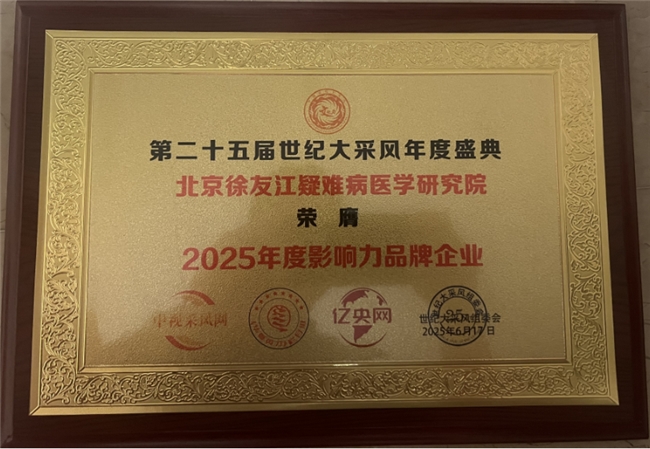 第二十五届世纪大采风年度盛典
北京徐友江疑难病医学研究院
荣膺
2025年度影响力品牌企业
中视采风网
亿央网
世纪大采风组委会
2025年6月17日